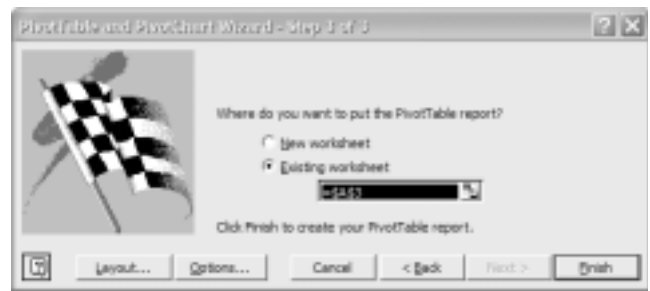 PivotTable and PivotChart Wizard - Step 3 of 3
Where do you want to put the PivotTable report?
New worksheet
Existing worksheet
=$A$3
Click Finish to create your PivotTable report.
Layout... Options... Cancel < Back Next > Finish